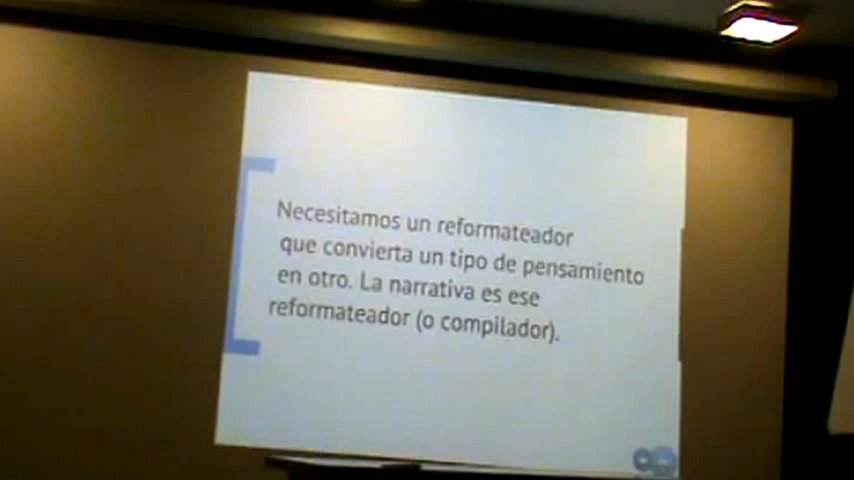 Necesitamos un reformateador
que convierta un tipo de pensamiento
en otro. La narrativa es ese
reformateador (o compilador).